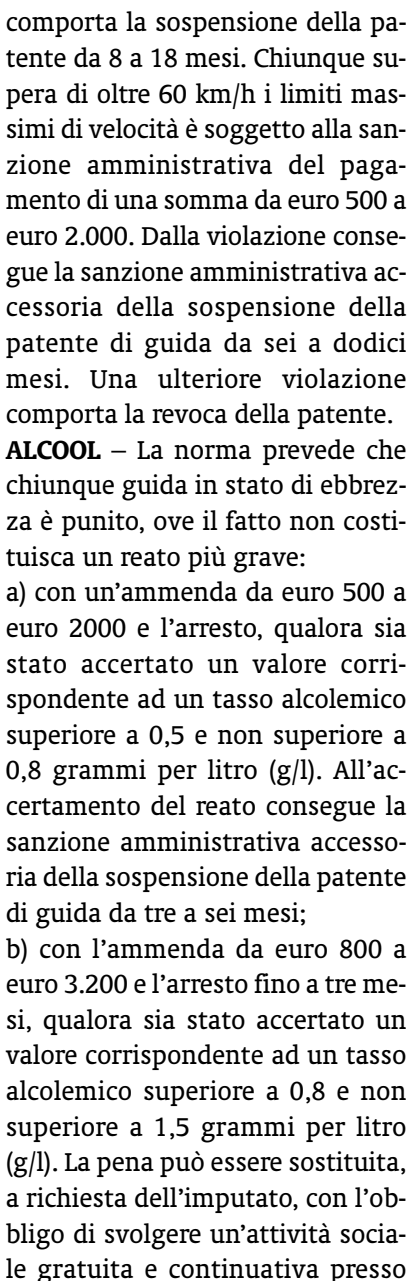 comporta la sospensione della pa-
tente da 8 a 18 mesi. Chiunque su-
pera di oltre 60 km/h i limiti mas-
simi di velocità è soggetto alla san-
zione amministrativa del paga-
mento di una somma da euro 500 a
euro 2.000. Dalla violazione conse-
gue la sanzione amministrativa ac-
cessoria della sospensione della
patente di guida da sei a dodici
mesi. Una ulteriore violazione
comporta la revoca della patente.
ALCOOL – La norma prevede che
chiunque guida in stato di ebbrez-
za è punito, ove il fatto non costi-
tuisca un reato più grave:
a) con un'ammenda da euro 500 a
euro 2000 e l'arresto, qualora sia
stato accertato un valore corri-
spondente ad un tasso alcolemico
superiore a 0,5 e non superiore a
0,8 grammi per litro (g/l). All'ac-
certamento del reato consegue la
sanzione amministrativa accesso-
ria della sospensione della patente
di guida da tre a sei mesi;
b) con l'ammenda da euro 800 a
euro 3.200 e l'arresto fino a tre me-
si, qualora sia stato accertato un
valore corrispondente ad un tasso
alcolemico superiore a 0,8 e non
superiore a 1,5 grammi per litro
(g/l). La pena può essere sostituita,
a richiesta dell'imputato, con l'ob-
bligo di svolgere un'attività socia-
le gratuita e continuativa presso